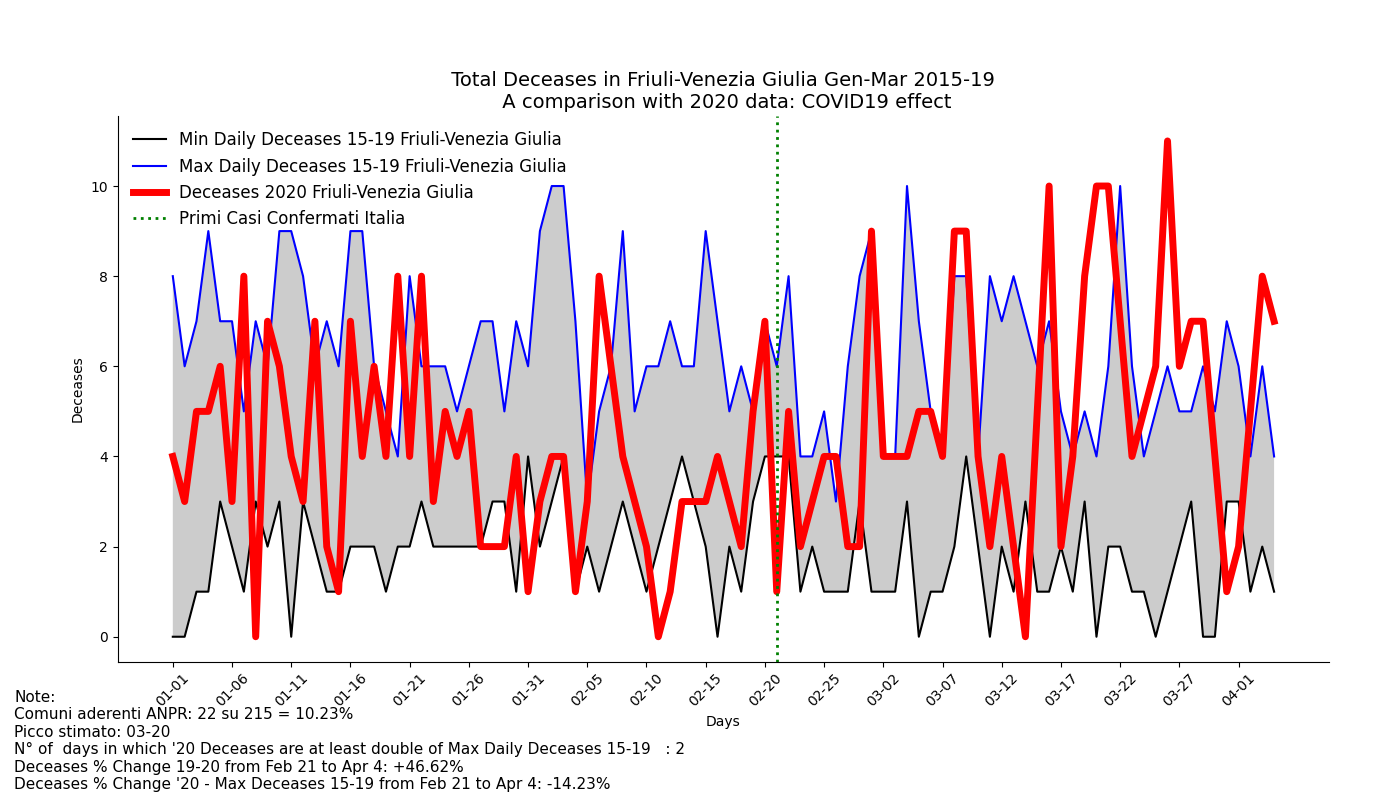 Total Deceases in Friuli-Venezia Giulia Gen-Mar 2015-19
A comparison with 2020 data: COVID19 effect
Min Daily Deceases 15-19 Friuli-Venezia Giulia
Max Daily Deceases 15-19 Friuli-Venezia Giulia
Deceases 2020 Friuli-Venezia Giulia
Primi Casi Confermati Italia
Deceases
10
8
6
4
2
0
01-01
01-06
01-11
01-16
01-21
01-26
01-31
02-05
02-10
02-15
02-20
02-25
03-02
03-07
03-12
03-17
03-22
03-27
04-01
Days
Note:
Comuni aderenti ANPR: 22 su 215 = 10.23%
Picco stimato: 03-20
N° of  days in which '20 Deceases are at least double of Max Daily Deceases 15-19   : 2
Deceases % Change 19-20 from Feb 21 to Apr 4: +46.62%
Deceases % Change '20 - Max Deceases 15-19 from Feb 21 to Apr 4: -14.23%